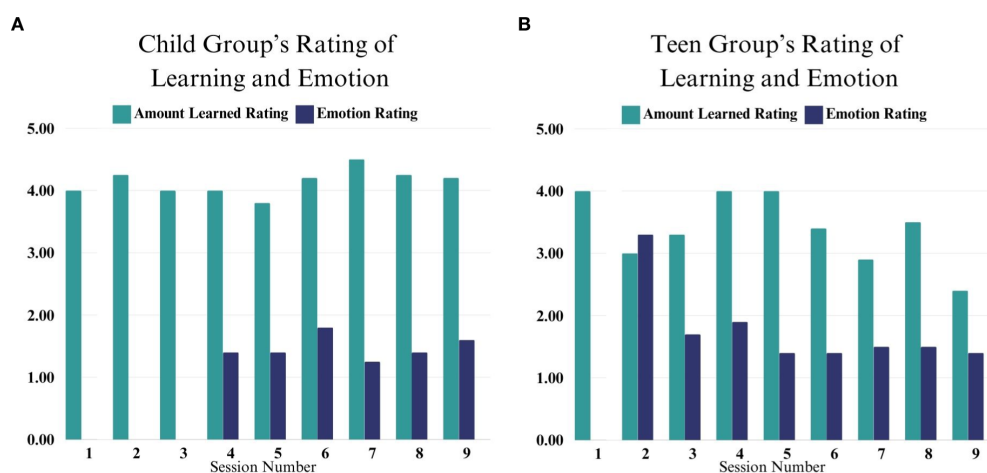 A
Child Group's Rating of
Learning and Emotion
Amount Learned Rating Emotion Rating
5.00
4.00
3.00
2.00
1.00
0.00
1 2 3 4 5 6 7 8 9
Session Number
B
Teen Group's Rating of
Learning and Emotion
Amount Learned Rating Emotion Rating
5.00
4.00
3.00
2.00
1.00
0.00
1 2 3 4 5 6 7 8 9
Session Number